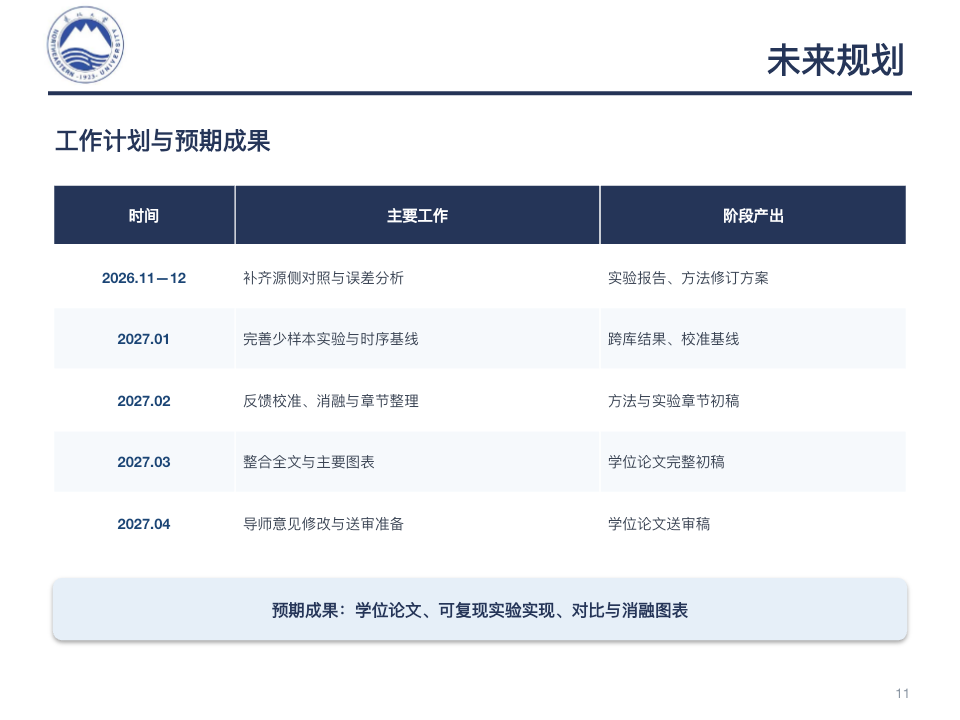 东北大学
NORTHEASTERN ·1923· UNIVERSITY
未来规划
工作计划与预期成果
时间 主要工作 阶段产出
2026.11—12 补齐源侧对照与误差分析 实验报告、方法修订方案
2027.01 完善少样本实验与时序基线 跨库结果、校准基线
2027.02 反馈校准、消融与章节整理 方法与实验章节初稿
2027.03 整合全文与主要图表 学位论文完整初稿
2027.04 导师意见修改与送审准备 学位论文送审稿
预期成果：学位论文、可复现实验实现、对比与消融图表
11